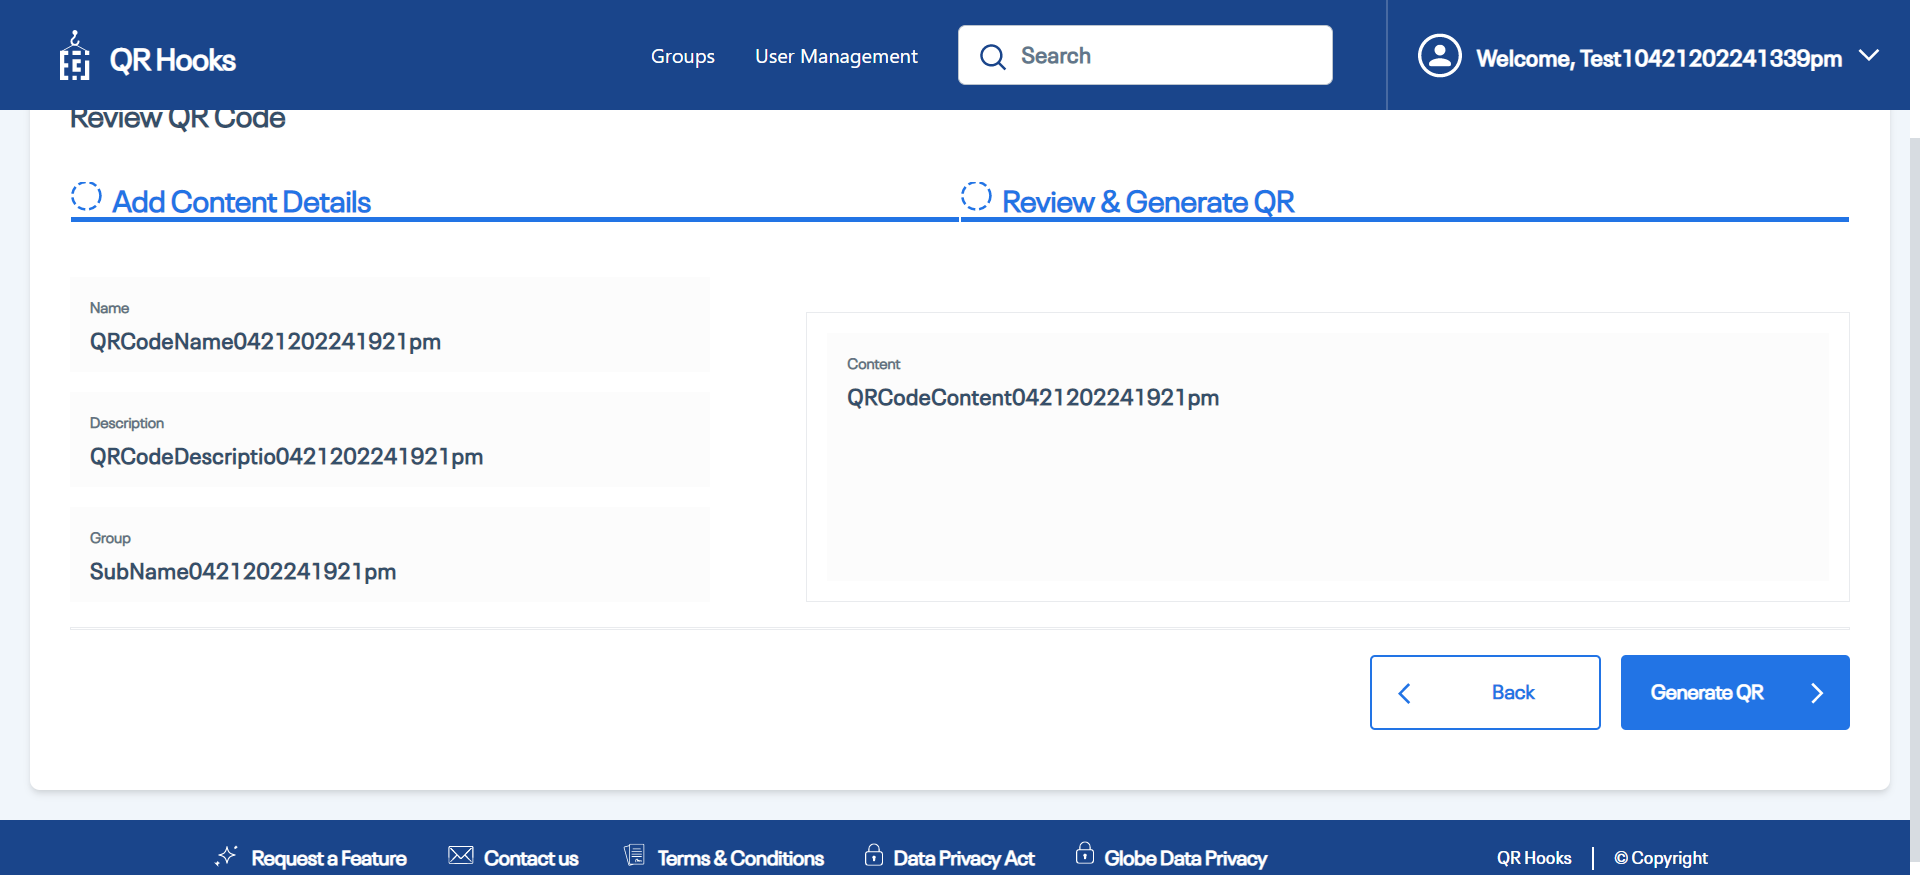 QR Hooks
Groups
User Management
Search
Welcome, Test10421202241339pm
Review QR Code
Add Content Details
Review & Generate QR
Name
QRCodeName0421202241921pm
Description
QRCodeDescriptio0421202241921pm
Group
SubName0421202241921pm
Content
QRCodeContent0421202241921pm
Back
Generate QR
Request a Feature
Contact us
Terms & Conditions
Data Privacy Act
Globe Data Privacy
QR Hooks
© Copyright